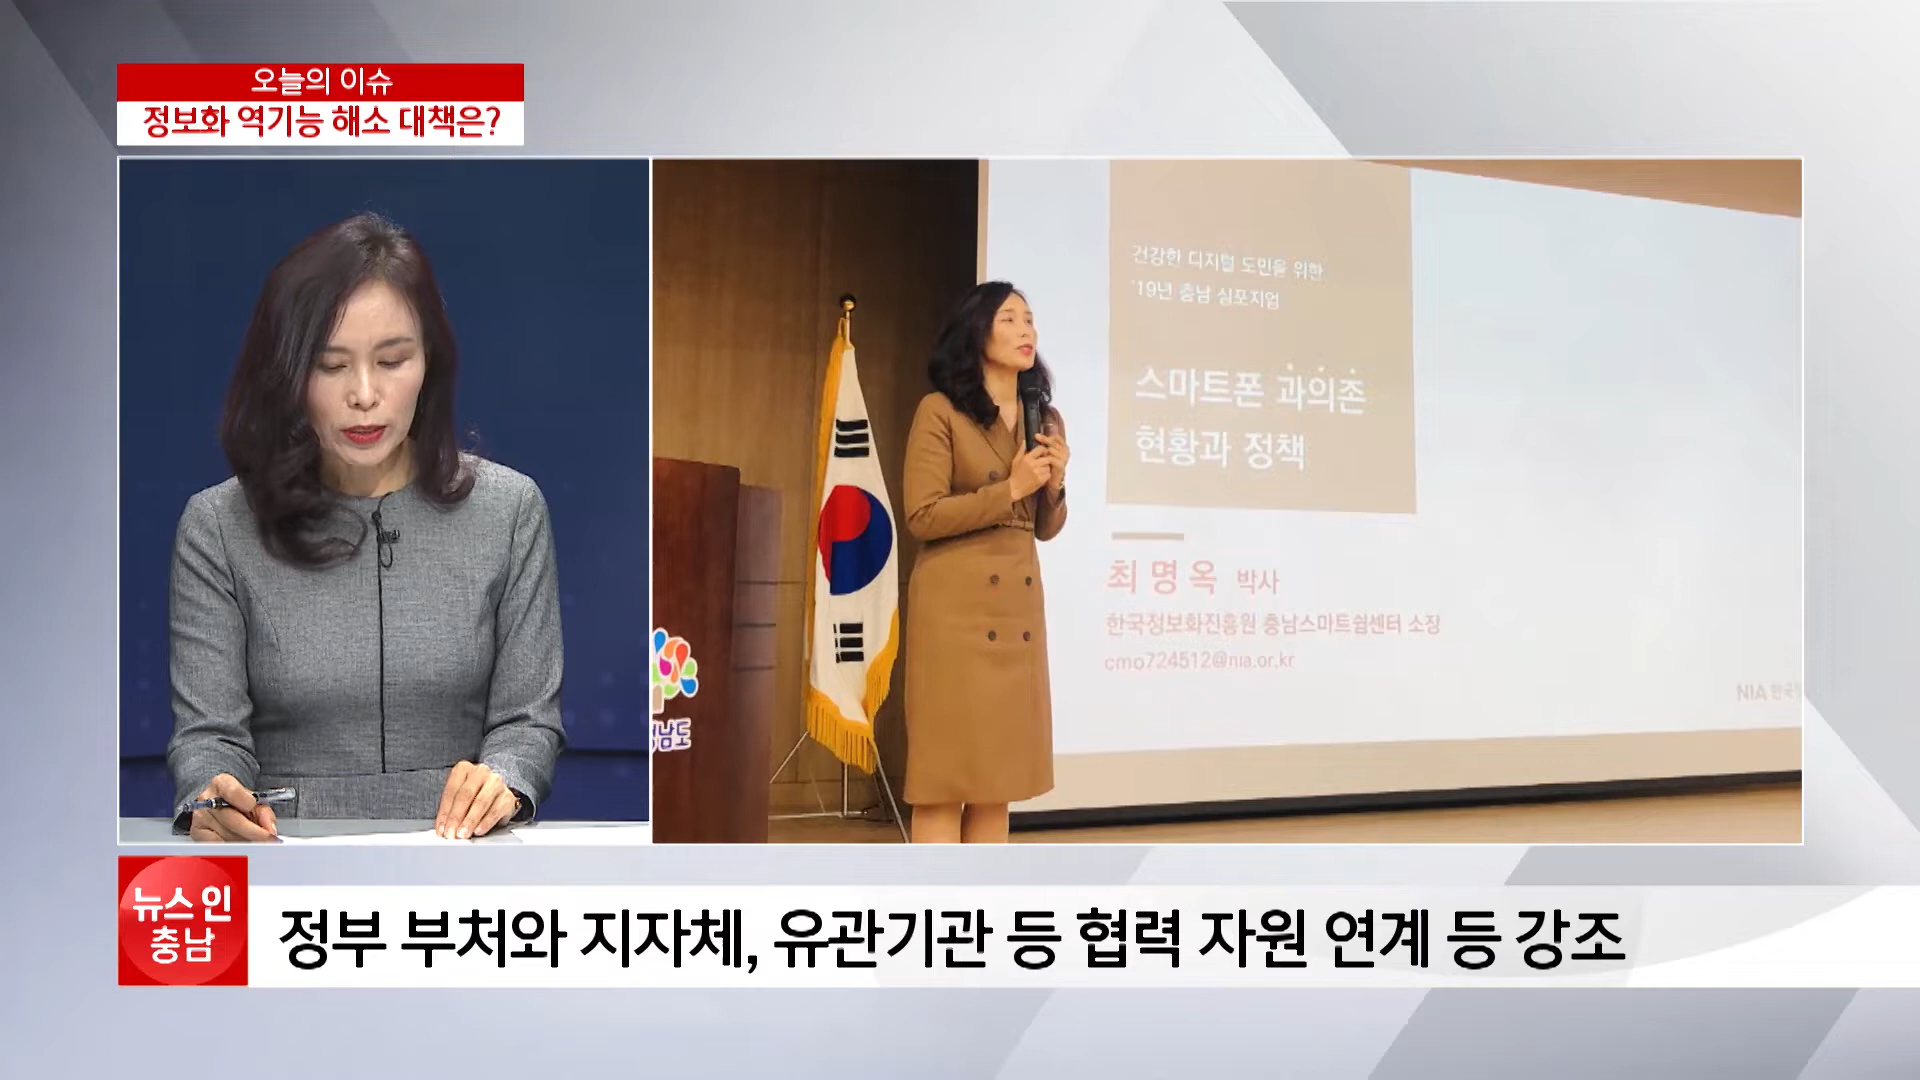 오늘의 이슈
정보화 역기능 해소 대책은?
건강한 디지털 도민을 위한
'19년 충남 심포지엄
스마트폰 과의존
현황과 정책
최명옥 박사
한국정보화진흥원 충남스마트쉼센터 소장
cmo724512@nia.or.kr
NIA 한국
남도
뉴스 인
충남
정부 부처와 지자체, 유관기관 등 협력 자원 연계 등 강조